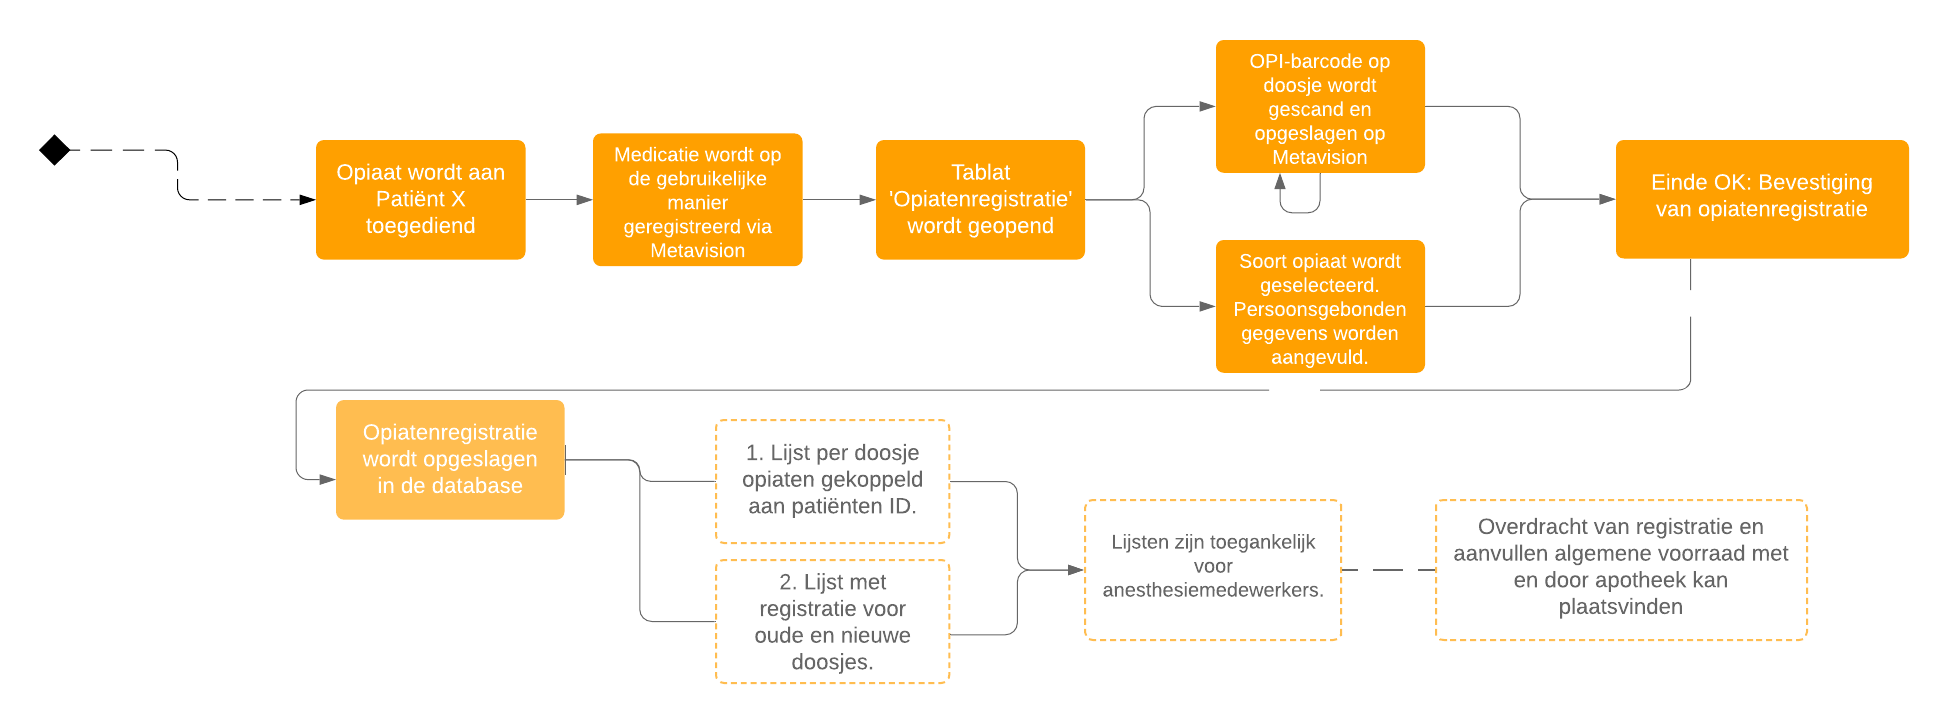 Opiaat wordt aan
Patiënt X
toegediend
Medicatie wordt op
de gebruikelijke
manier
geregistreerd via
Metavision
Tablat
'Opiatenregistratie'
wordt geopend
OPI-barcode op
doosje wordt
gescand en
opgeslagen op
Metavision
Soort opiaat wordt
geselecteerd.
Persoonsgebonden
gegevens worden
aangevuld.
Einde OK: Bevestiging
van opiatenregistratie
Opiatenregistratie
wordt opgeslagen
in de database
1. Lijst per doosje
opiaten gekoppeld
aan patiënten ID.
2. Lijst met
registratie voor
oude en nieuwe
doosjes.
Lijsten zijn toegankelijk
voor
anesthesiemedewerkers.
Overdracht van registratie en
aanvullen algemene voorraad met
en door apotheek kan
plaatsvinden